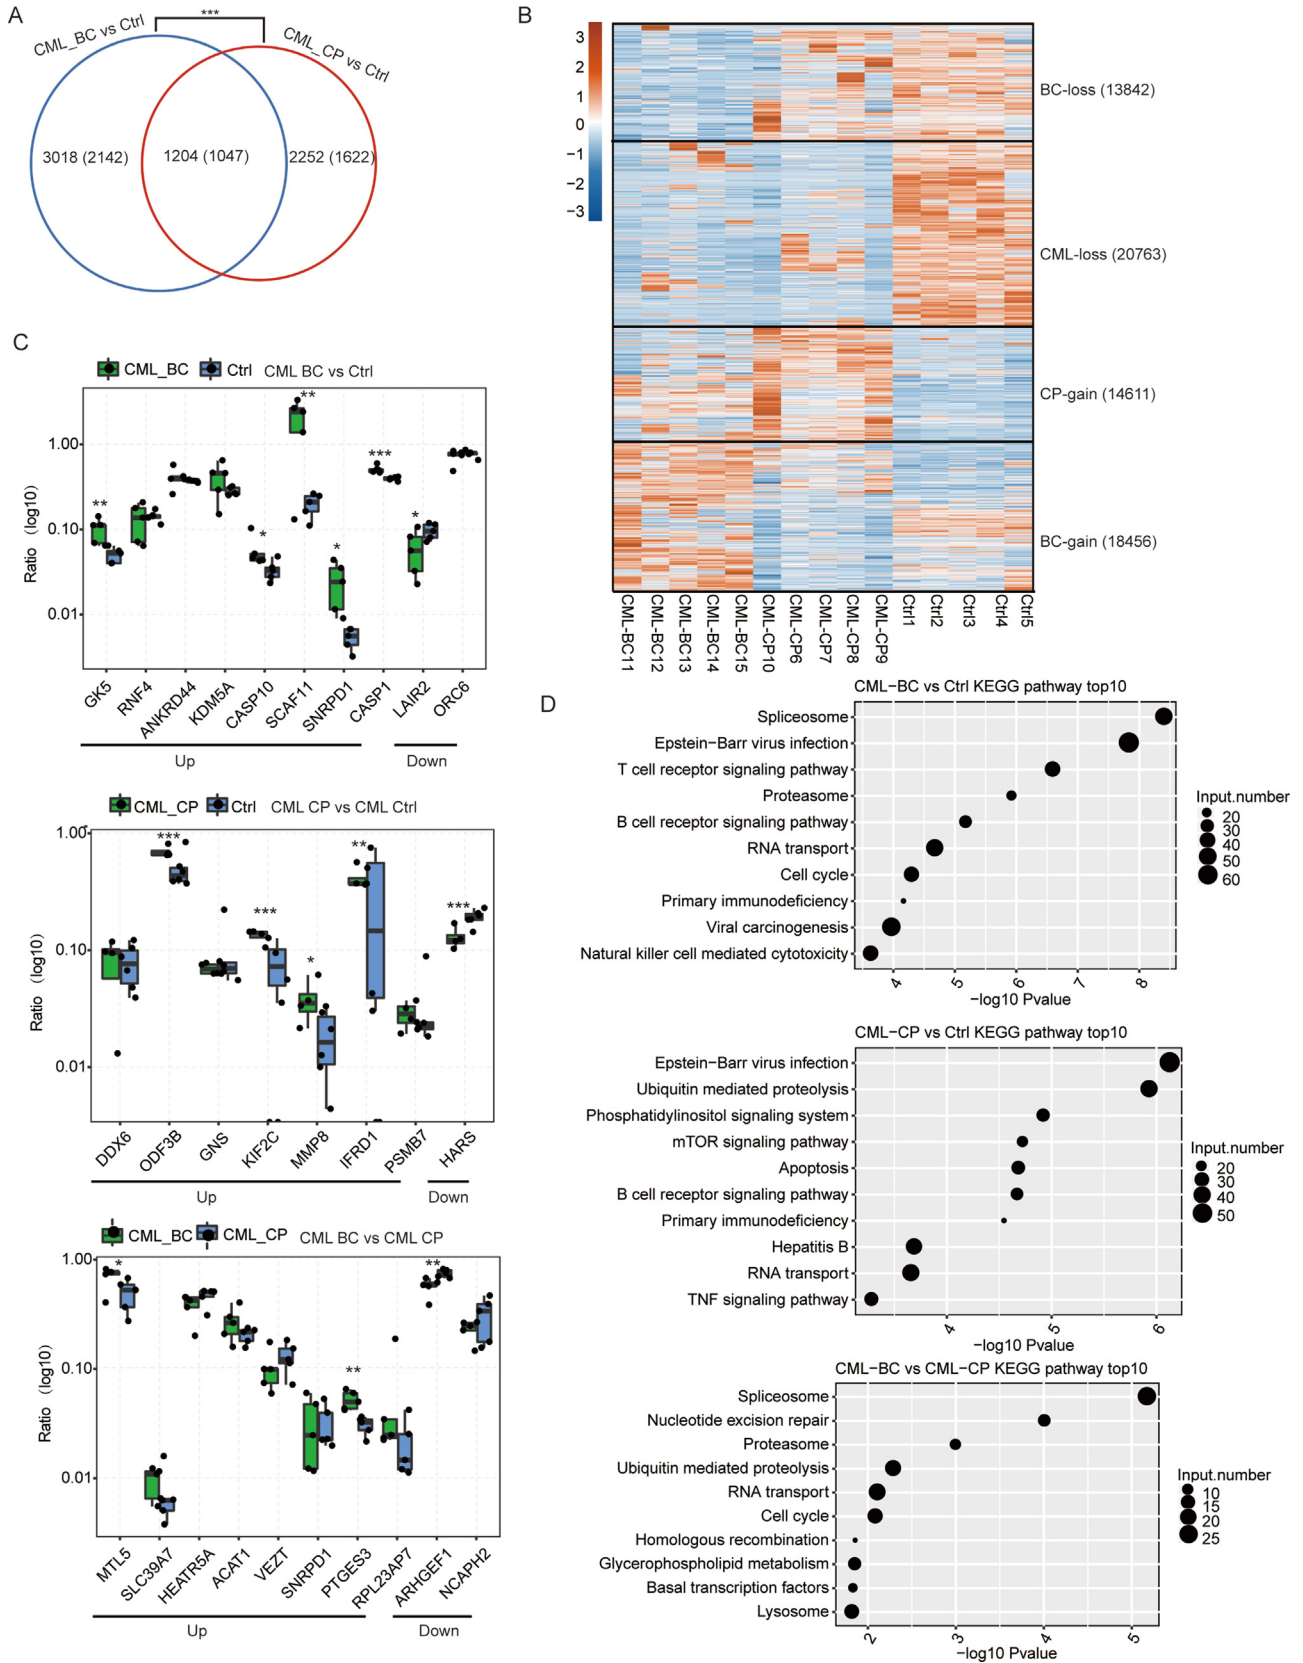 A
***
CML_BC vs Ctrl
CML_CP vs Ctrl
3018 (2142)
1204 (1047)
2252 (1622)
B
3
2
1
0
−1
−2
−3
BC-loss (13842)
CML-loss (20763)
CP-gain (14611)
BC-gain (18456)
CML-BC11
CML-BC12
CML-BC13
CML-BC14
CML-BC15
CML-CP10
CML-CP6
CML-CP7
CML-CP8
CML-CP9
Ctrl1
Ctrl2
Ctrl3
Ctrl4
Ctrl5
C
CML_BC Ctrl CML BC vs Ctrl
Ratio (log10)
1.00
0.10
0.01
** * ** * *** *
GK5
RNF4
ANKRD44
KDM5A
CASP10
SCAF11
SNRPD1
CASP1
LAIR2
ORC6
Up
Down
CML_CP Ctrl CML CP vs CML Ctrl
Ratio (log10)
1.00
0.10
0.01
*** *** * ** ***
DDX6
ODF3B
GNS
KIF2C
MMP8
IFRD1
PSMB7
HARS
Up
Down
CML_BC CML_CP CML BC vs CML CP
Ratio (log10)
1.00
0.10
0.01
* ** **
MTL5
SLC39A7
HEATR5A
ACAT1
VEZT
SNRPD1
PTGES3
RPL23AP7
ARHGEF1
NCAPH2
Up
Down
D
CML−BC vs Ctrl KEGG pathway top10
Spliceosome
Epstein−Barr virus infection
T cell receptor signaling pathway
Proteasome
B cell receptor signaling pathway
RNA transport
Cell cycle
Primary immunodeficiency
Viral carcinogenesis
Natural killer cell mediated cytotoxicity
4
5
6
7
8
−log10 Pvalue
Input.number
20
30
40
50
60
CML−CP vs Ctrl KEGG pathway top10
Epstein−Barr virus infection
Ubiquitin mediated proteolysis
Phosphatidylinositol signaling system
mTOR signaling pathway
Apoptosis
B cell receptor signaling pathway
Primary immunodeficiency
Hepatitis B
RNA transport
TNF signaling pathway
4
5
6
−log10 Pvalue
Input.number
20
30
40
50
CML−BC vs CML−CP KEGG pathway top10
Spliceosome
Nucleotide excision repair
Proteasome
Ubiquitin mediated proteolysis
RNA transport
Cell cycle
Homologous recombination
Glycerophospholipid metabolism
Basal transcription factors
Lysosome
2
3
4
5
−log10 Pvalue
Input.number
10
15
20
25